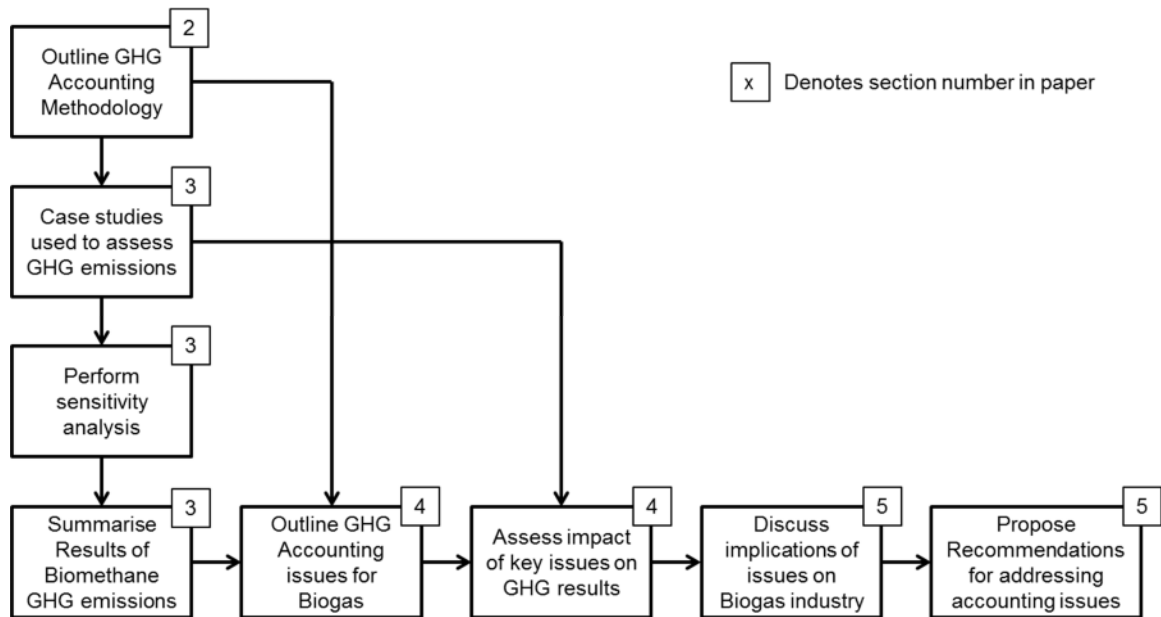 2
Outline GHG
Accounting
Methodology
x
Denotes section number in paper
3
Case studies
used to assess
GHG emissions
3
Perform
sensitivity
analysis
3
Summarise
Results of
Biomethane
GHG emissions
4
Outline GHG
Accounting
issues for
Biogas
4
Assess impact
of key issues on
GHG results
5
Discuss
implications of
issues on
Biogas industry
5
Propose
Recommendations
for addressing
accounting issues